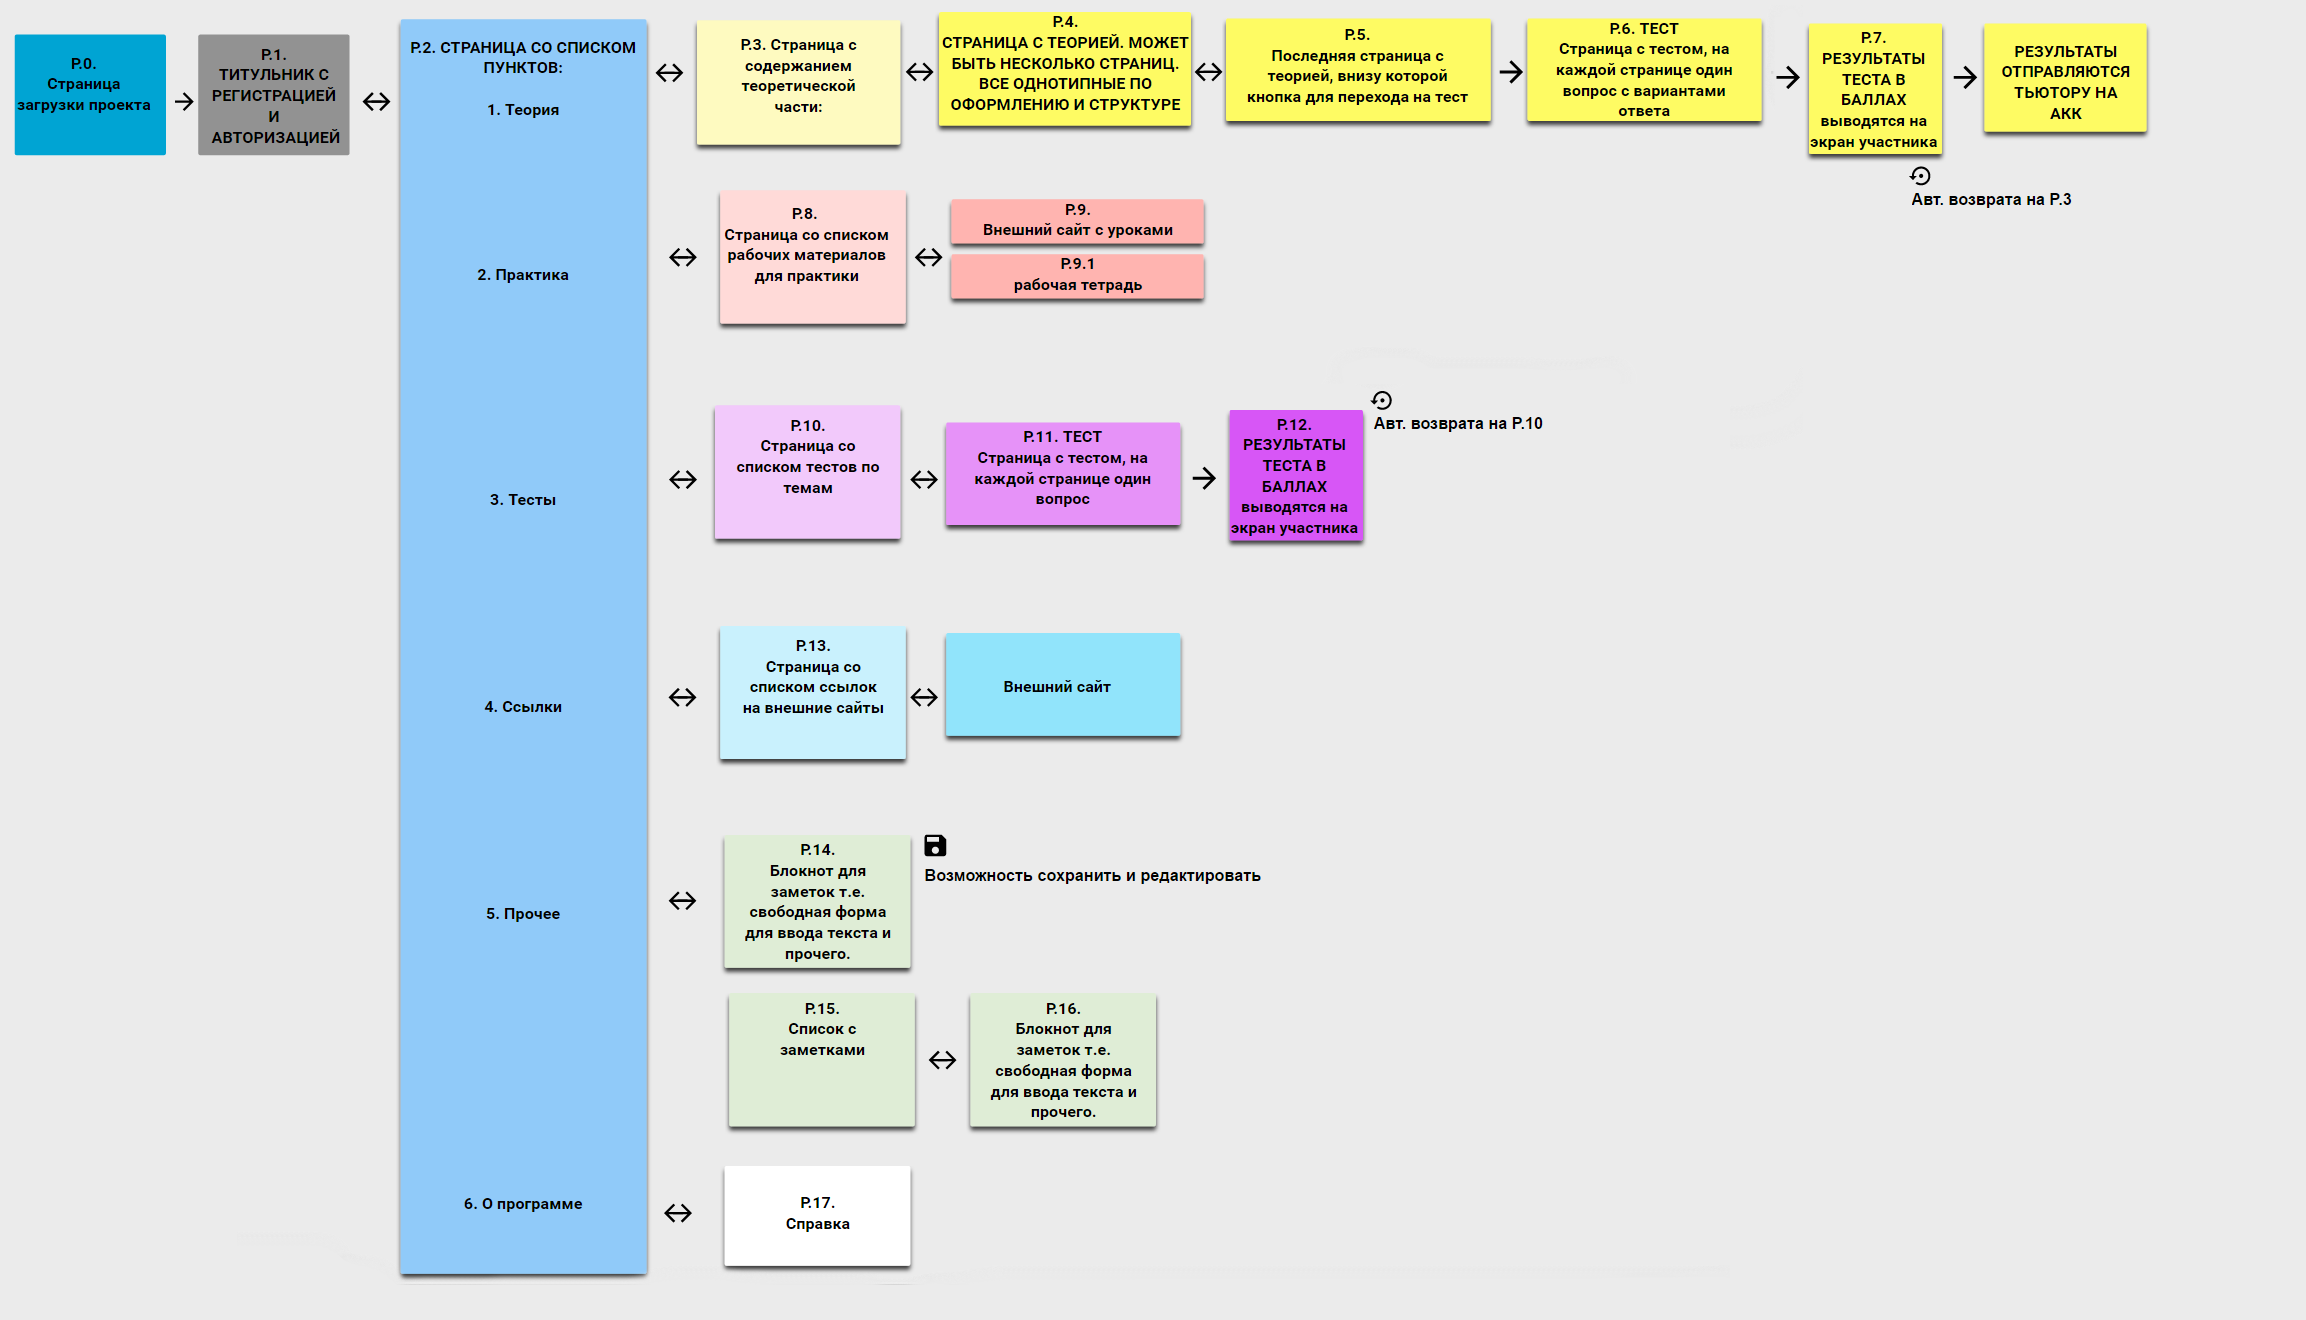 P.0.
Страница
загрузки проекта
P.1.
ТИТУЛЬНИК С
РЕГИСТРАЦИЕЙ
И
АВТОРИЗАЦИЕЙ
P.2. СТРАНИЦА СО СПИСКОМ
ПУНКТОВ:
1. Теория
2. Практика
3. Тесты
4. Ссылки
5. Прочее
6. О программе
P.3. Страница с
содержанием
теоретической
части:
P.4.
СТРАНИЦА С ТЕОРИЕЙ. МОЖЕТ
БЫТЬ НЕСКОЛЬКО СТРАНИЦ.
ВСЕ ОДНОТИПНЫЕ ПО
ОФОРМЛЕНИЮ И СТРУКТУРЕ
P.5.
Последняя страница с
теорией, внизу которой
кнопка для перехода на тест
P.6. ТЕСТ
Страница с тестом, на
каждой странице один
вопрос с вариантами
ответа
P.7.
РЕЗУЛЬТАТЫ
ТЕСТА В
БАЛЛАХ
выводятся на
экран участника
РЕЗУЛЬТАТЫ
ОТПРАВЛЯЮТСЯ
ТЬЮТОРУ НА
АКК
Авт. возврата на P.3
P.8.
Страница со списком
рабочих материалов
для практики
P.9.
Внешний сайт с уроками
P.9.1
рабочая тетрадь
P.10.
Страница со
списком тестов по
темам
P.11. ТЕСТ
Страница с тестом, на
каждой странице один
вопрос
P.12.
РЕЗУЛЬТАТЫ
ТЕСТА В
БАЛЛАХ
выводятся на
экран участника
Авт. возврата на P.10
P.13.
Страница со
списком ссылок
на внешние сайты
Внешний сайт
P.14.
Блокнот для
заметок т.е.
свободная форма
для ввода текста и
прочего.
Возможность сохранить и редактировать
P.15.
Список с
заметками
P.16.
Блокнот для
заметок т.е.
свободная форма
для ввода текста и
прочего.
P.17.
Справка